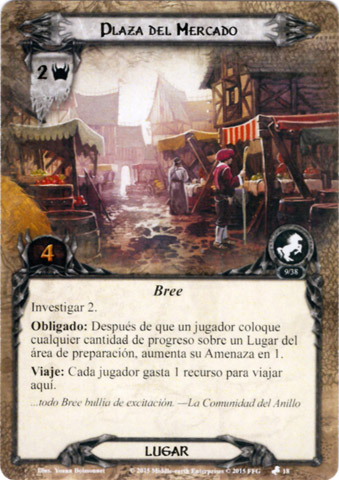 Plaza del Mercado
2
4
9/38
Bree
Investigar 2.
Obligado: Después de que un jugador coloque
cualquier cantidad de progreso sobre un Lugar del
área de preparación, aumenta su Amenaza en 1.
Viaje: Cada jugador gasta 1 recurso para viajar
aquí.
...todo Bree bullía de excitación. —La Comunidad del Anillo
LUGAR
Illus. Yoann Boissonnet
© 2015 Middle-earth Enterprises © 2015 FFG
18